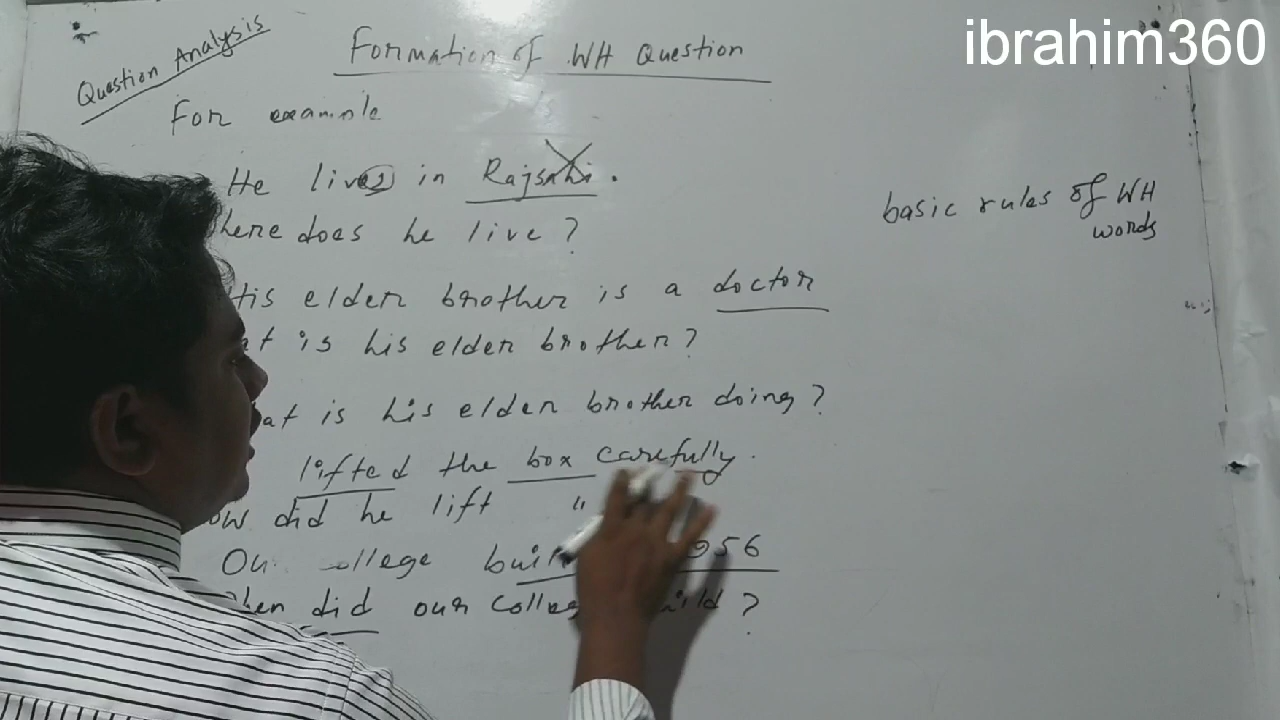 ibrahim360
Question Analysis
Formation of WH Question
For example
He lives in Rajsahi.
here does he live?
His elder brother is a doctor
at is his elder brother?
at is his elder brother doing?
lifted the box carefully.
ow did he lift "
Our ollege buil 956
hen did our Colleg uild?
basic rules of WH
words